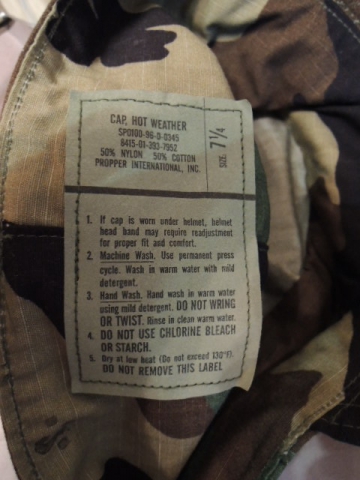 CAP, HOT WEATHER
SPO100-96-D-0345
8415-01-393-7952
50% NYLON 50% COTTON
PROPPER INTERNATIONAL, INC.
SIZE: 7 1/4
1. If cap is worn under helmet, helmet
head band may require readjustment
for proper fit and comfort.
2. Machine Wash. Use permanent press
cycle. Wash in warm water with mild
detergent.
3. Hand Wash. Hand wash in warm water
using mild detergent. DO NOT WRING
OR TWIST. Rinse in clean warm water.
4. DO NOT USE CHLORINE BLEACH
OR STARCH.
5. Dry at low heat (Do not exceed 130°F).
DO NOT REMOVE THIS LABEL